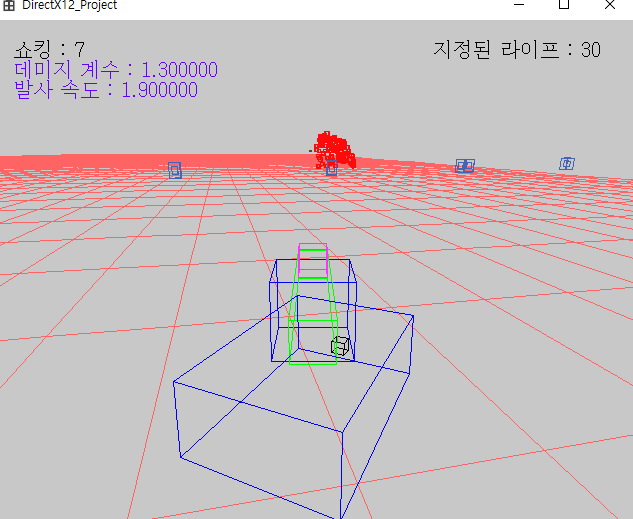 DirectX12_Project
쇼킹 : 7
지정된 라이프 : 30
데미지 계수 : 1.300000
발사 속도 : 1.900000